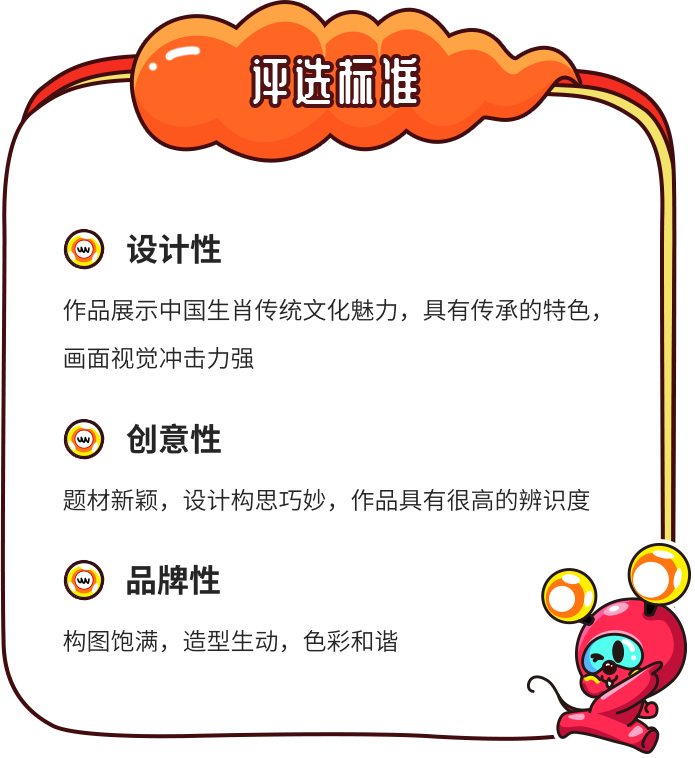 评选标准
设计性
作品展示中国生肖传统文化魅力，具有传承的特色，
画面视觉冲击力强
创意性
题材新颖，设计构思巧妙，作品具有很高的辨识度
品牌性
构图饱满，造型生动，色彩和谐